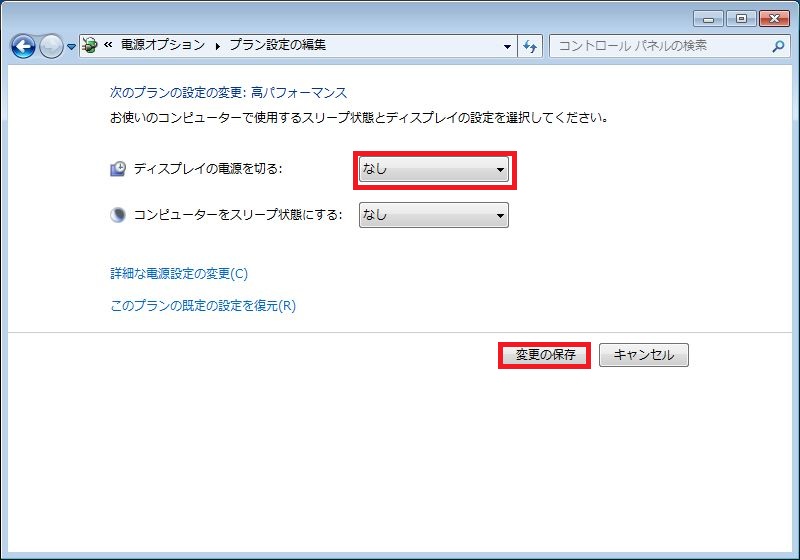 « 電源オプション ▸ プラン設定の編集
コントロール パネルの検索
次のプランの設定の変更: 高パフォーマンス
お使いのコンピューターで使用するスリープ状態とディスプレイの設定を選択してください。
ディスプレイの電源を切る: なし
コンピューターをスリープ状態にする: なし
詳細な電源設定の変更(C)
このプランの既定の設定を復元(R)
変更の保存 キャンセル